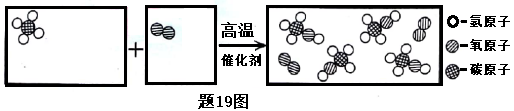 +
高温
催化剂
○=氢原子
=氧原子
=碳原子
题19图